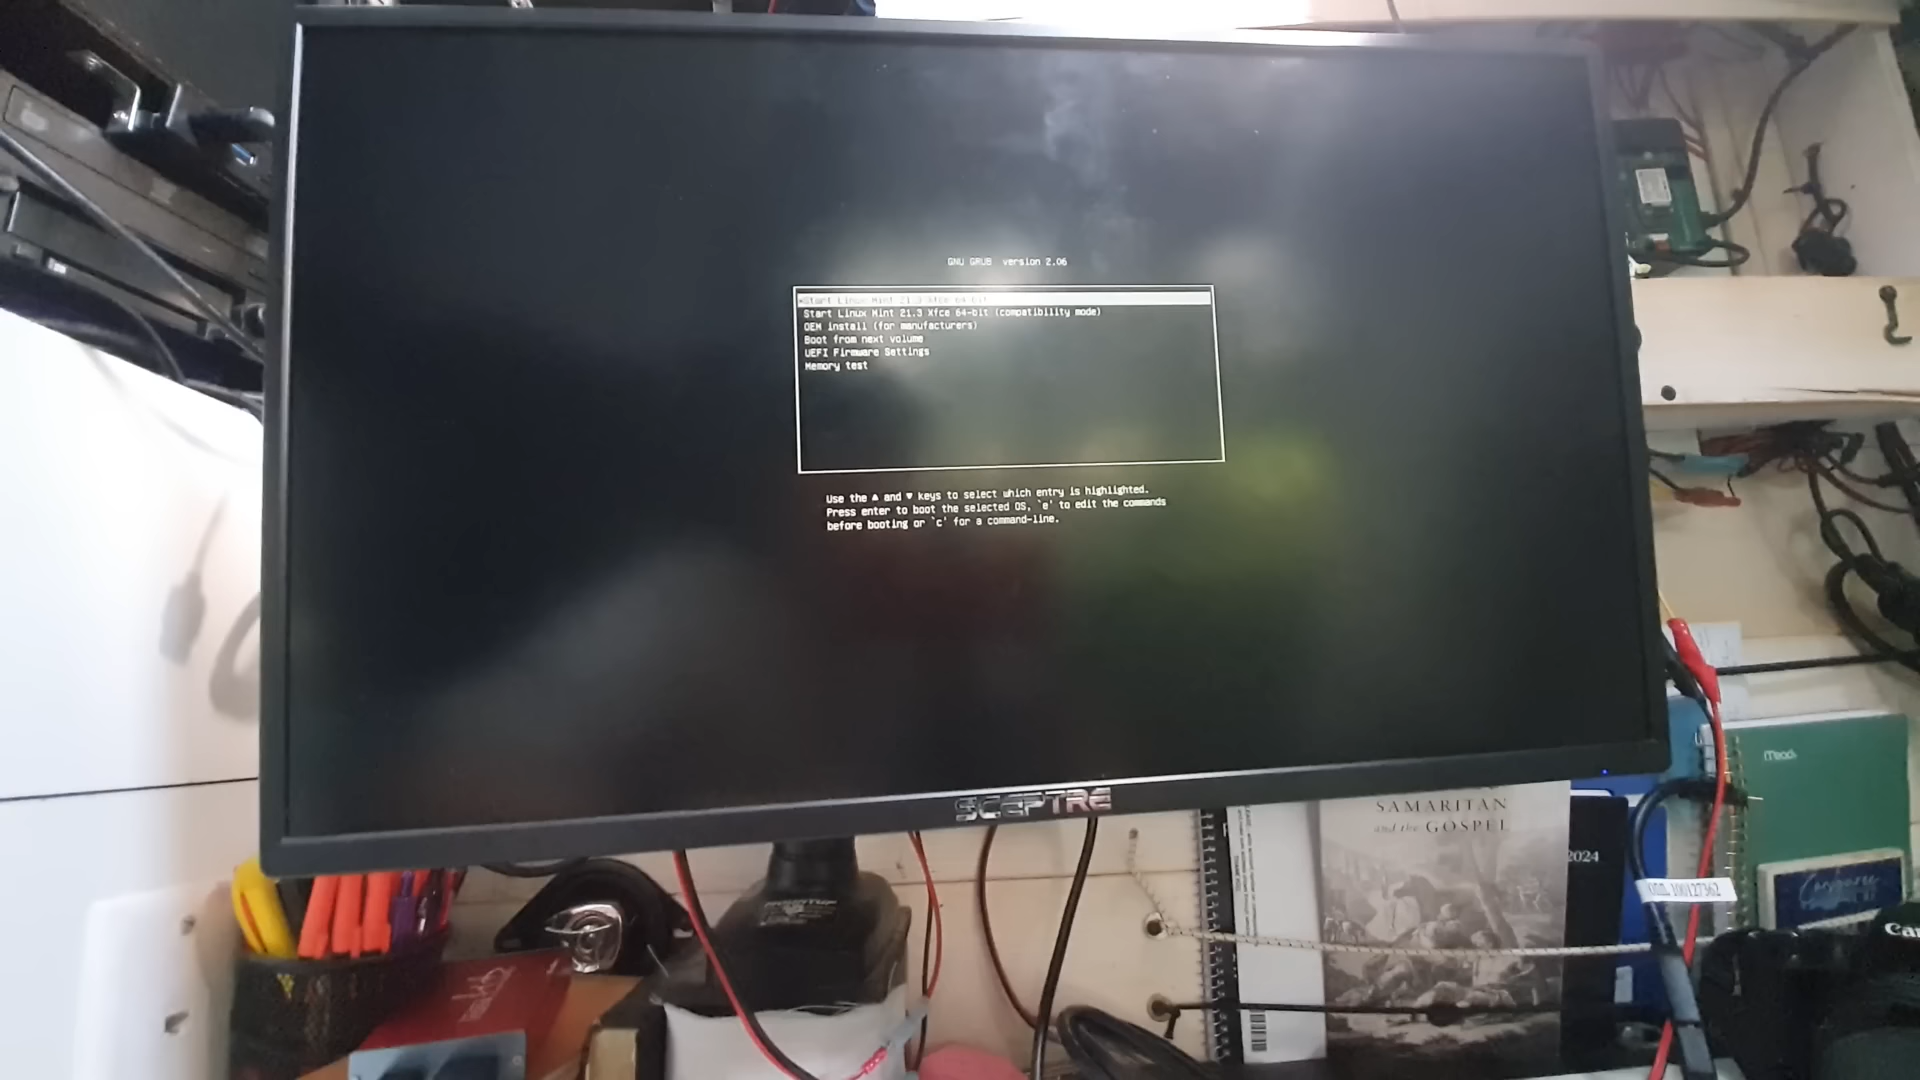 GNU GRUB version 2.06
*Start Linux Mint 21.3 Xfce 64-bit
Start Linux Mint 21.3 Xfce 64-bit (compatibility mode)
OEM install (for manufacturers)
Boot from next volume
UEFI Firmware Settings
Memory test
Use the ▲ and ▼ keys to select which entry is highlighted.
Press enter to boot the selected OS, `e' to edit the commands
before booting or `c' for a command-line.
SCEPTRE
Mead
SAMARITAN
and the GOSPEL
2024
100127362
Can